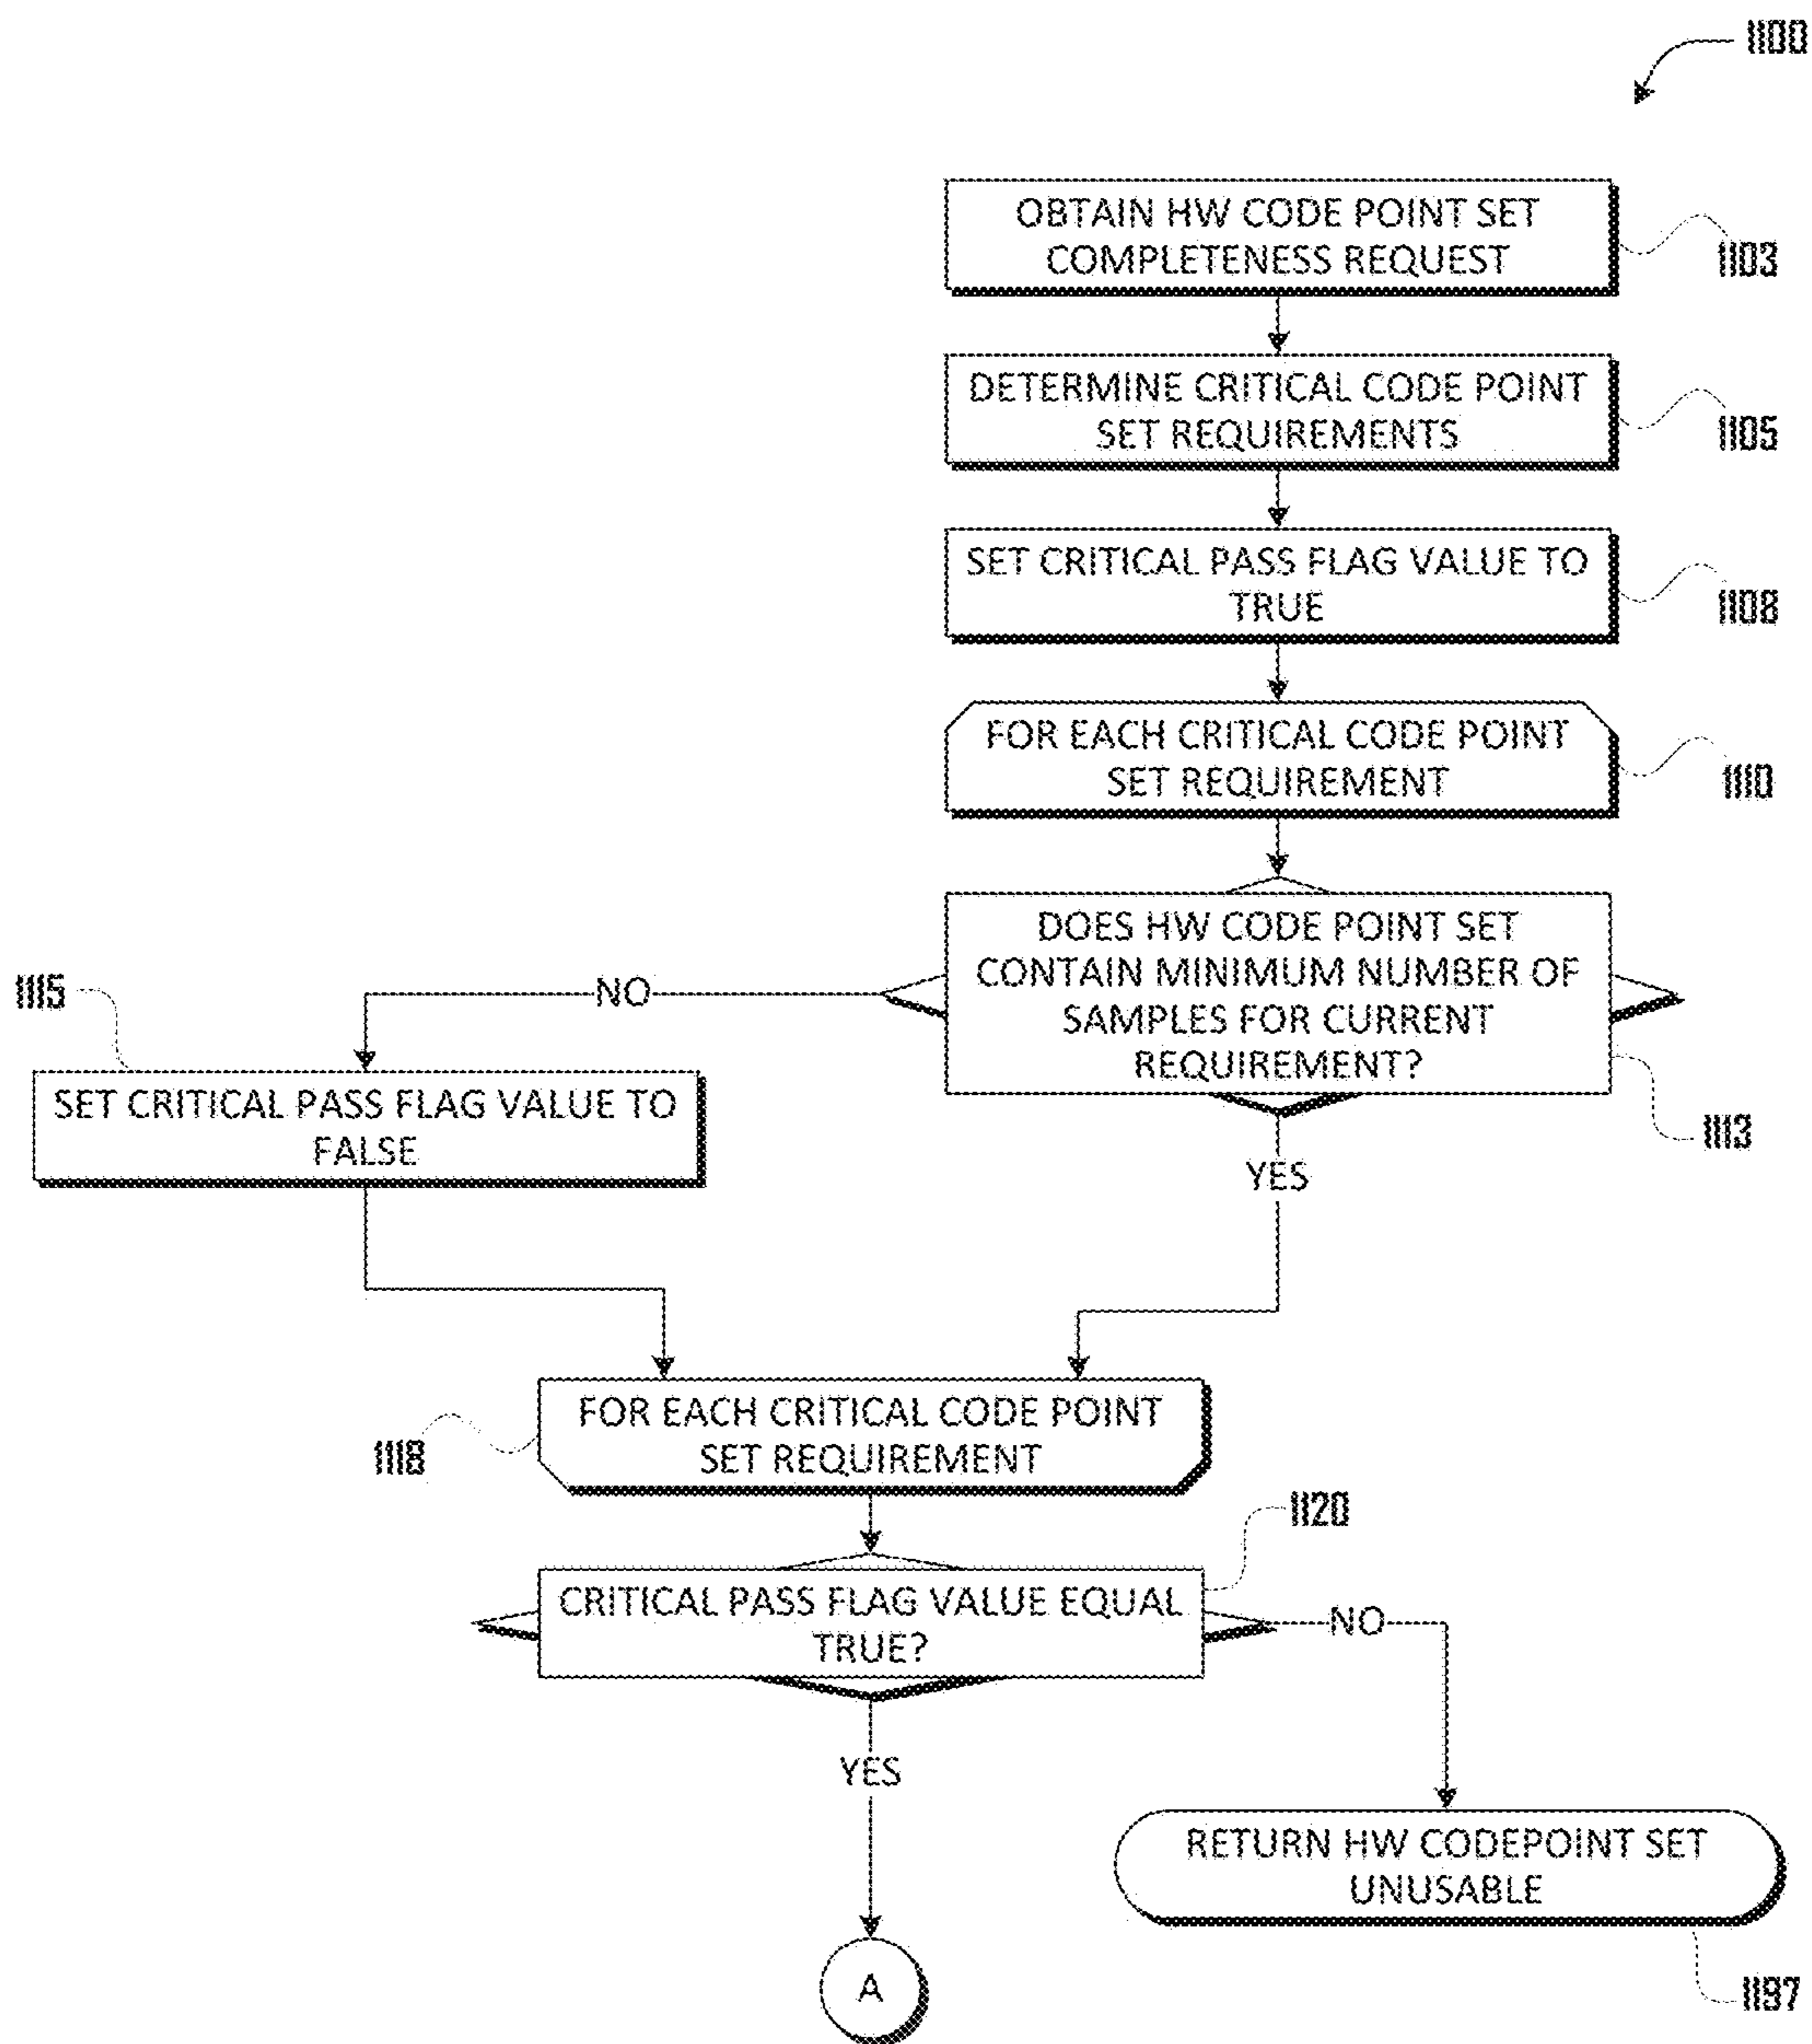 1100
OBTAIN HW CODE POINT SET
COMPLETENESS REQUEST
1103
DETERMINE CRITICAL CODE POINT
SET REQUIREMENTS
1105
SET CRITICAL PASS FLAG VALUE TO
TRUE
1108
FOR EACH CRITICAL CODE POINT
SET REQUIREMENT
1110
DOES HW CODE POINT SET
CONTAIN MINIMUM NUMBER OF
SAMPLES FOR CURRENT
REQUIREMENT?
1113
NO
1115
SET CRITICAL PASS FLAG VALUE TO
FALSE
YES
FOR EACH CRITICAL CODE POINT
SET REQUIREMENT
1118
1120
CRITICAL PASS FLAG VALUE EQUAL
TRUE?
NO
YES
RETURN HW CODEPOINT SET
UNUSABLE
1197
A